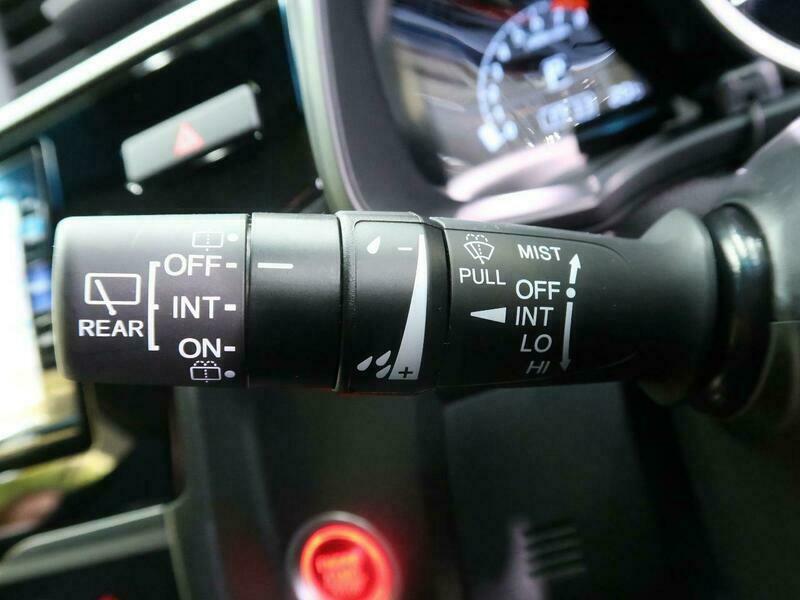 REAR
OFF
INT
ON
- 
+
PULL
MIST
OFF
INT
LO
HI